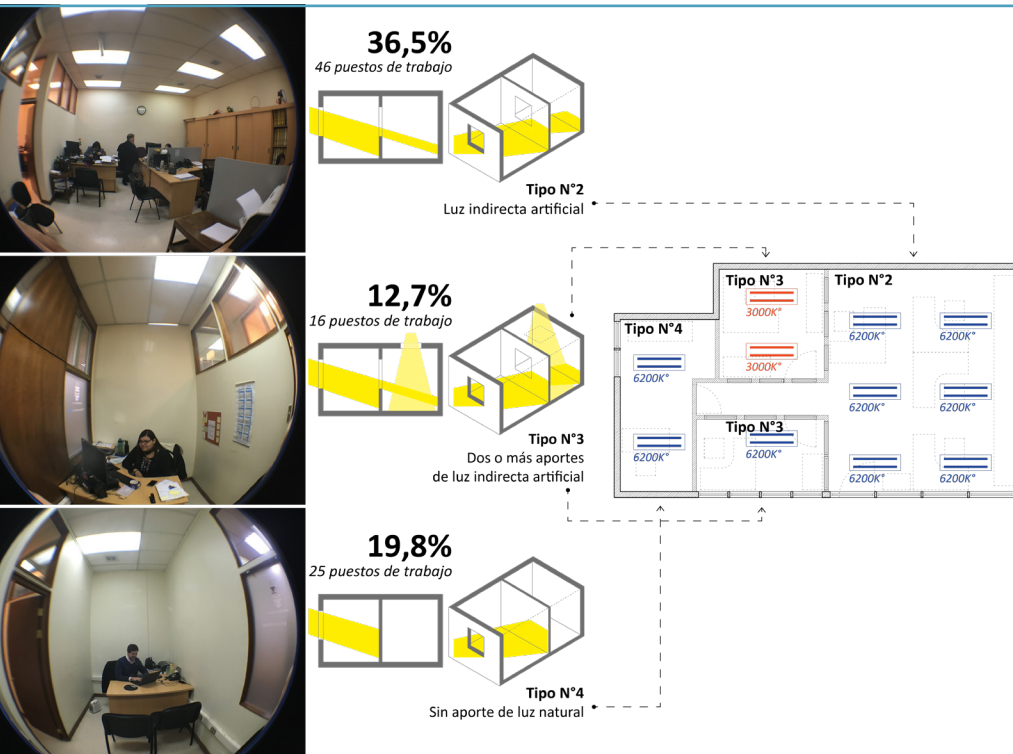 36,5%
46 puestos de trabajo
Tipo N°2
Luz indirecta artificial
12,7%
16 puestos de trabajo
Tipo N°3
Dos o más aportes
de luz indirecta artificial
19,8%
25 puestos de trabajo
Tipo N°4
Sin aporte de luz natural
Tipo N°3
Tipo N°2
3000K°
6200K°
6200K°
Tipo N°4
3000K°
6200K°
6200K°
6200K°
Tipo N°3
6200K°
6200K°
6200K°
6200K°